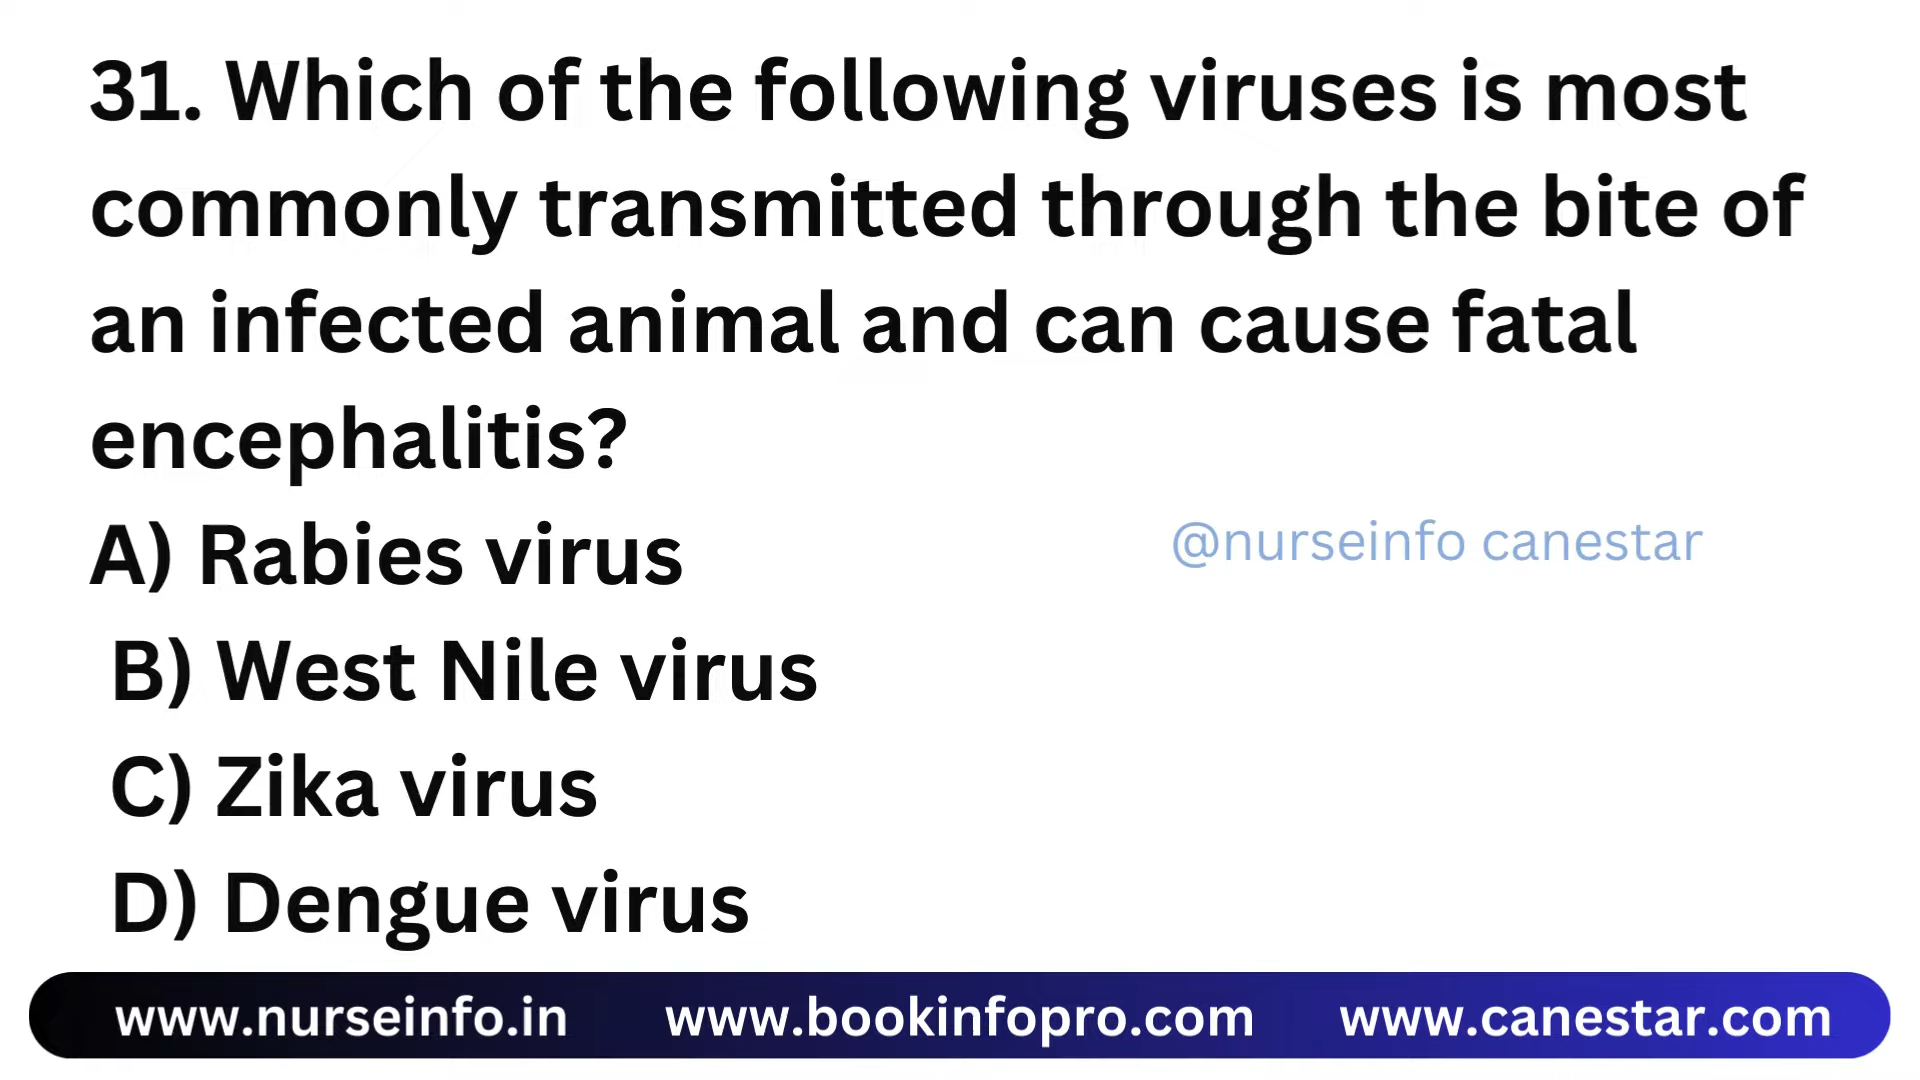 31. Which of the following viruses is most
commonly transmitted through the bite of
an infected animal and can cause fatal
encephalitis?
A) Rabies virus
@nurseinfo canestar
B) West Nile virus
C) Zika virus
D) Dengue virus
www.nurseinfo.in www.bookinfopro.com www.canestar.com